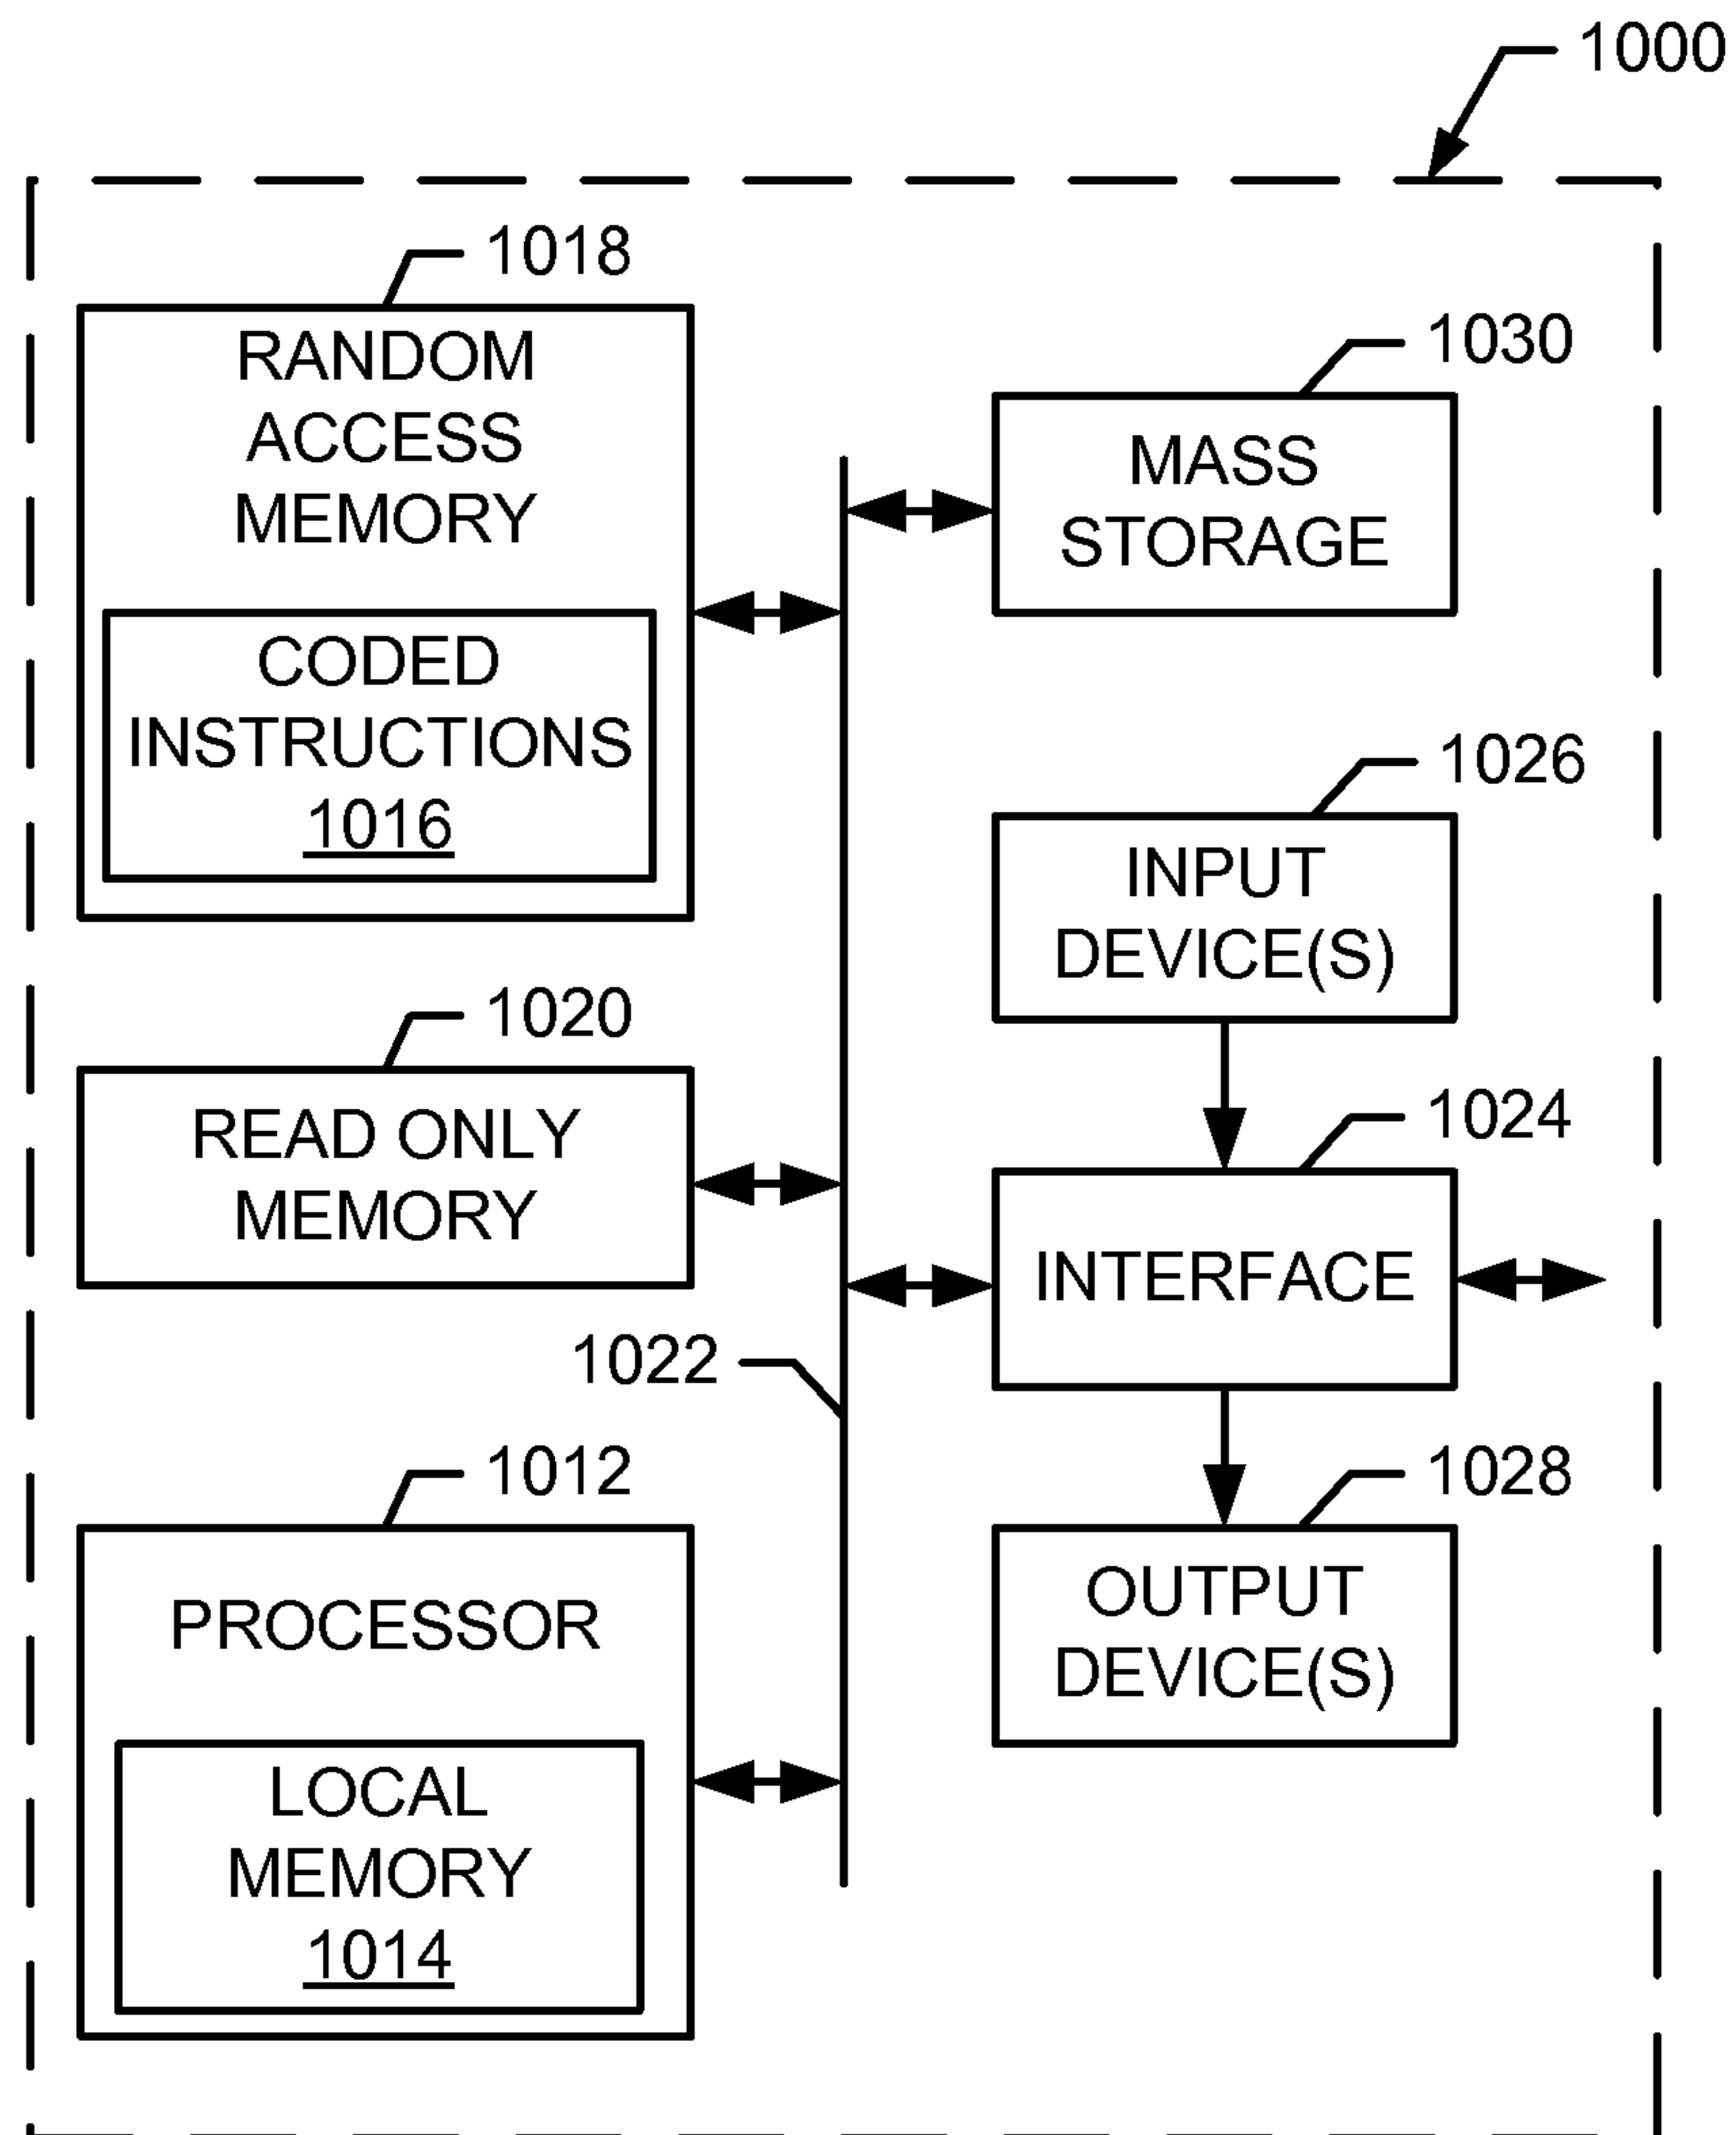 1000
1018
RANDOM
ACCESS
MEMORY
CODED
INSTRUCTIONS
1016
1020
READ ONLY
MEMORY
1022
1012
PROCESSOR
LOCAL
MEMORY
1014
1030
MASS
STORAGE
1026
INPUT
DEVICE(S)
1024
INTERFACE
1028
OUTPUT
DEVICE(S)